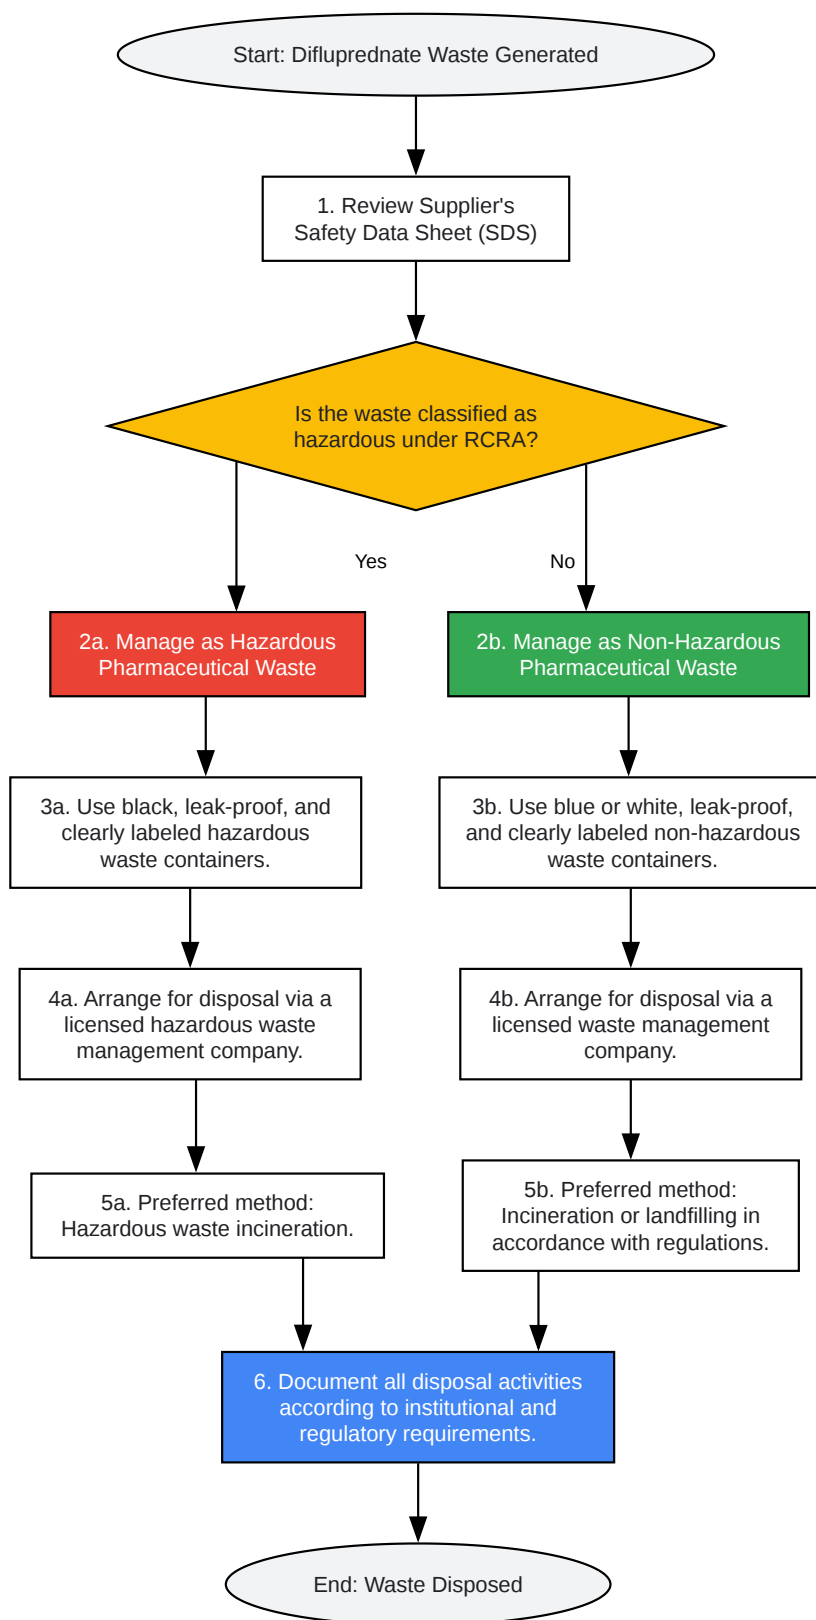 Start: Difluprednate Waste Generated
1. Review Supplier's
Safety Data Sheet (SDS)
Is the waste classified as
hazardous under RCRA?
Yes
No
2a. Manage as Hazardous
Pharmaceutical Waste
2b. Manage as Non-Hazardous
Pharmaceutical Waste
3a. Use black, leak-proof, and
clearly labeled hazardous
waste containers.
3b. Use blue or white, leak-proof,
and clearly labeled non-hazardous
waste containers.
4a. Arrange for disposal via a
licensed hazardous waste
management company.
4b. Arrange for disposal via a
licensed waste management
company.
5a. Preferred method:
Hazardous waste incineration.
5b. Preferred method:
Incineration or landfilling in
accordance with regulations.
6. Document all disposal activities
according to institutional and
regulatory requirements.
End: Waste Disposed